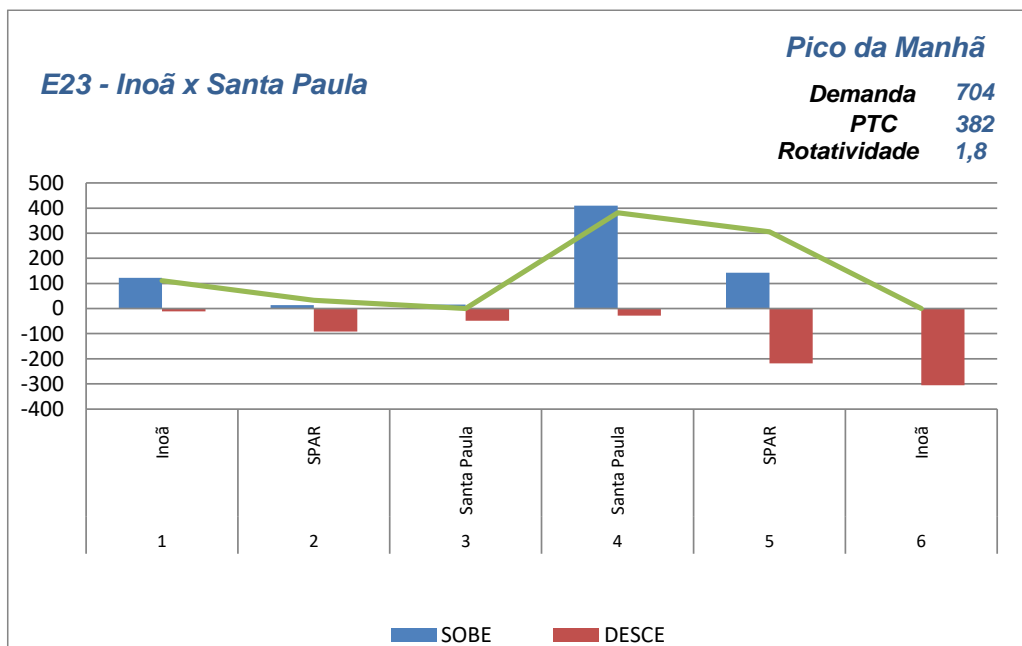 Pico da Manhã
E23 - Inoã x Santa Paula
Demanda 704
PTC 382
Rotatividade 1,8
500
400
300
200
100
0
-100
-200
-300
-400
Inoã SPAR Santa Paula Santa Paula SPAR Inoã
1 2 3 4 5 6
SOBE DESCE